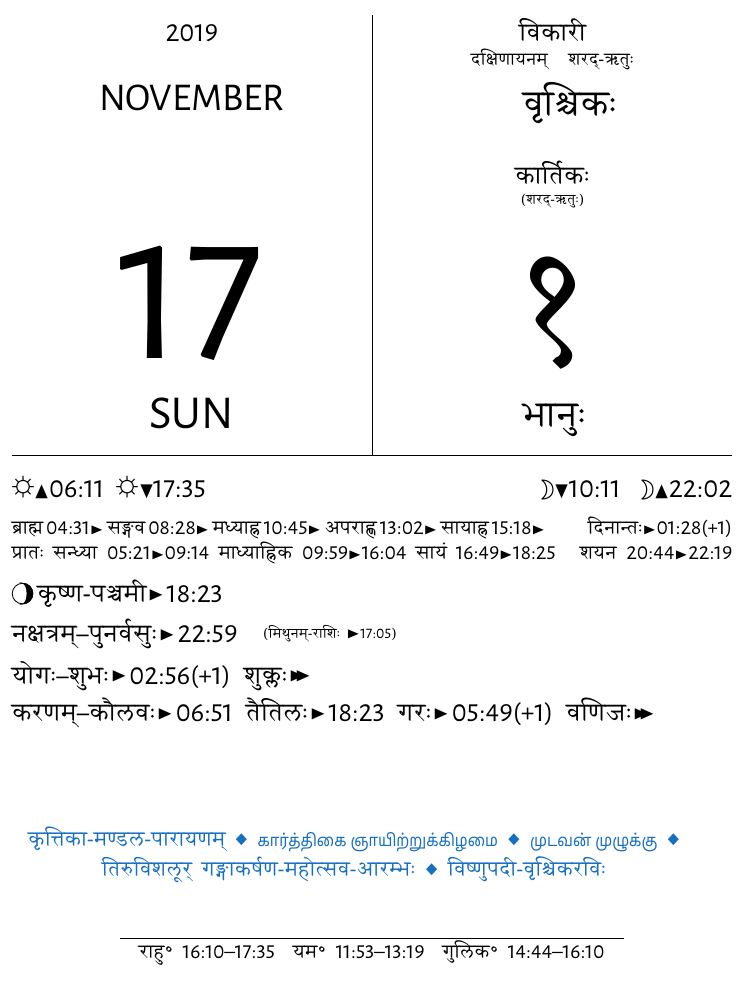 2019
NOVEMBER
17
SUN
विकारी
दक्षिणायनम् शरद्-ऋतुः
वृश्चिकः
कार्तिकः
(शरद्-ऋतुः)
१
भानुः
☼▲06:11 ☼▼17:35 ☽▼10:11 ☽▲22:02
ब्राह्म 04:31► सङ्गव 08:28► मध्याह्न 10:45► अपराह्ण 13:02► सायाह्न 15:18► दिनान्तः►01:28(+1)
प्रातः सन्ध्या 05:21►09:14 माध्याह्निक 09:59►16:04 सायं 16:49►18:25 शयन 20:44►22:19
कृष्ण-पञ्चमी►18:23
नक्षत्रम्–पुनर्वसुः►22:59 (मिथुनम्-राशिः ►17:05)
योगः–शुभः►02:56(+1) शुक्लः►►
करणम्–कौलवः►06:51 तैतिलः►18:23 गरः►05:49(+1) वणिजः►►
कृत्तिका-मण्डल-पारायणम् ◆ கார்த்திகை ஞாயிற்றுக்கிழமை ◆ முடவன் முழுக்கு ◆
तिरुविशलूर् गङ्गाकर्षण-महोत्सव-आरम्भः ◆ विष्णुपदी-वृश्चिकरविः
राहु° 16:10–17:35 यम° 11:53–13:19 गुलिक° 14:44–16:10